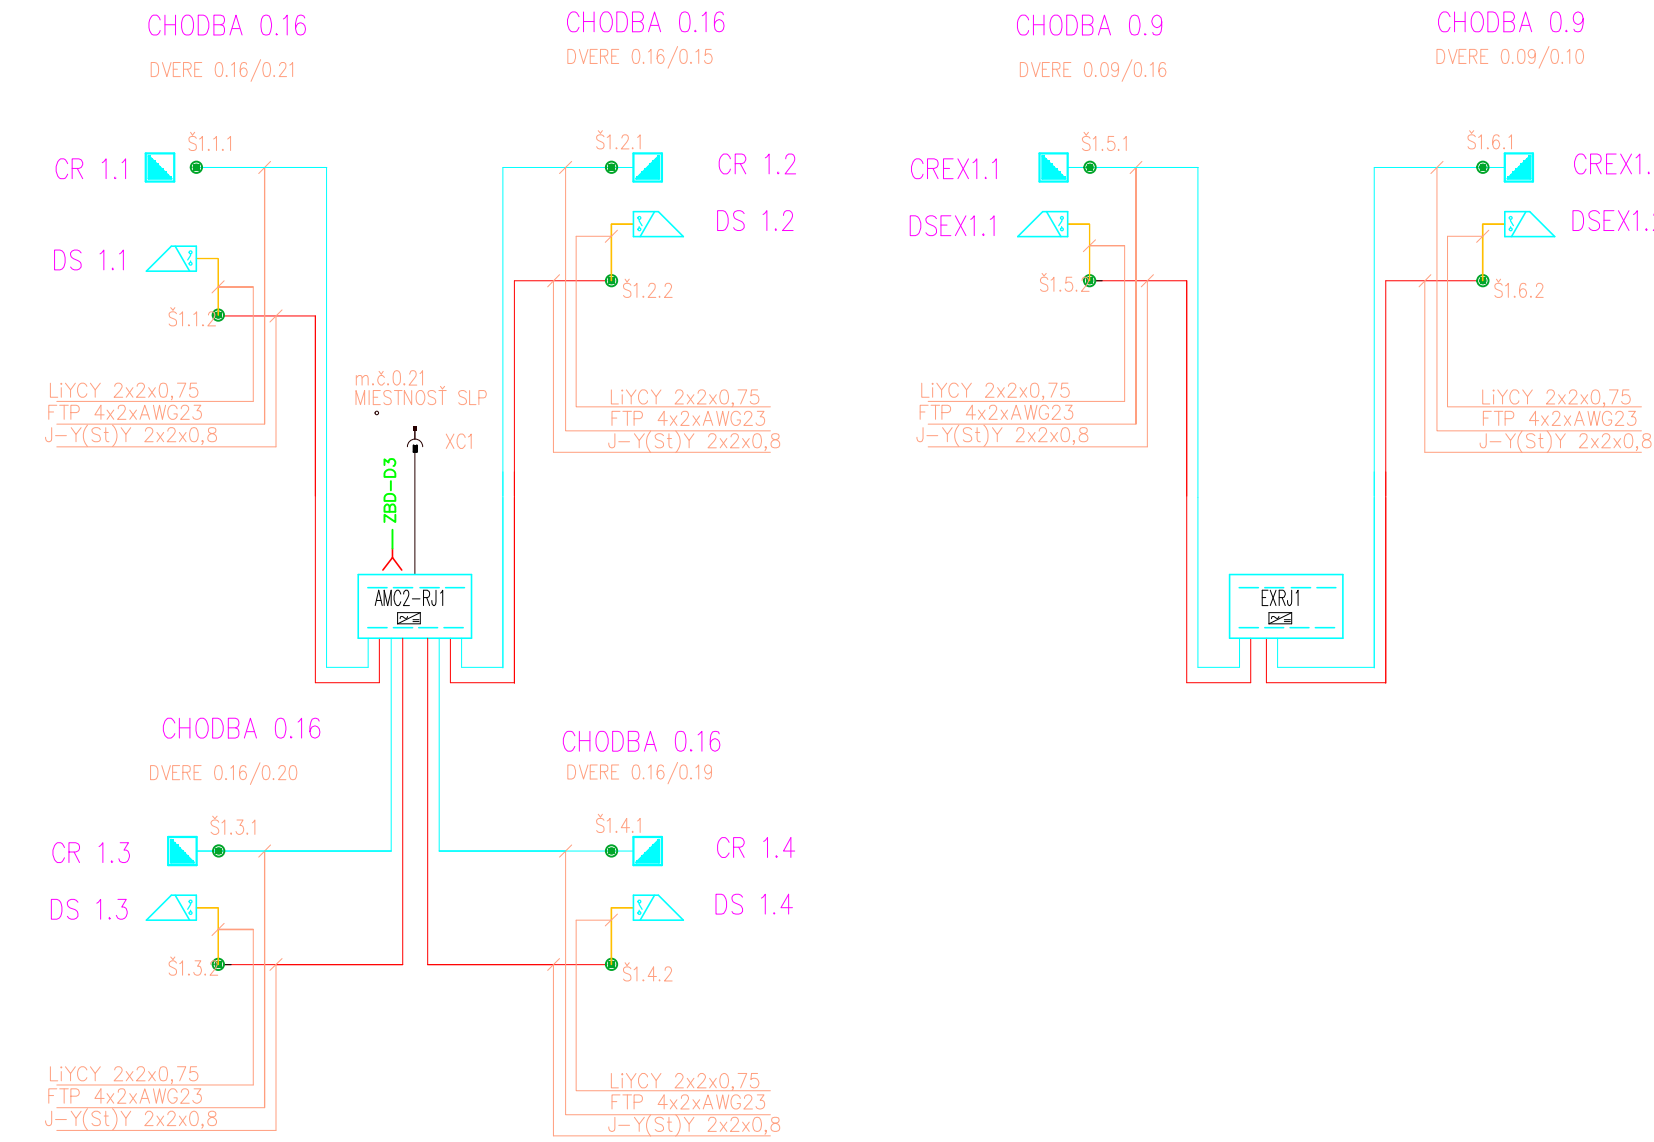 CHODBA 0.16
DVERE 0.16/0.21
CHODBA 0.16
DVERE 0.16/0.15
CHODBA 0.9
DVERE 0.09/0.16
CHODBA 0.9
DVERE 0.09/0.10
Š1.1.1
CR 1.1
DS 1.1
Š1.1.2
LiYCY 2x2x0,75
FTP 4x2xAWG23
J-Y(St)Y 2x2x0,8
Š1.2.1
CR 1.2
DS 1.2
Š1.2.2
LiYCY 2x2x0,75
FTP 4x2xAWG23
J-Y(St)Y 2x2x0,8
m.č.0.21
MIESTNOSŤ SLP
XC1
ZBD-D3
AMC2-RJ1
Š1.5.1
CREX1.1
DSEX1.1
Š1.5.2
LiYCY 2x2x0,75
FTP 4x2xAWG23
J-Y(St)Y 2x2x0,8
Š1.6.1
CREX1.
DSEX1.
Š1.6.2
LiYCY 2x2x0,75
FTP 4x2xAWG23
J-Y(St)Y 2x2x0,8
EXRJ1
CHODBA 0.16
DVERE 0.16/0.20
CHODBA 0.16
DVERE 0.16/0.19
Š1.3.1
CR 1.3
DS 1.3
Š1.3.2
LiYCY 2x2x0,75
FTP 4x2xAWG23
J-Y(St)Y 2x2x0,8
Š1.4.1
CR 1.4
DS 1.4
Š1.4.2
LiYCY 2x2x0,75
FTP 4x2xAWG23
J-Y(St)Y 2x2x0,8